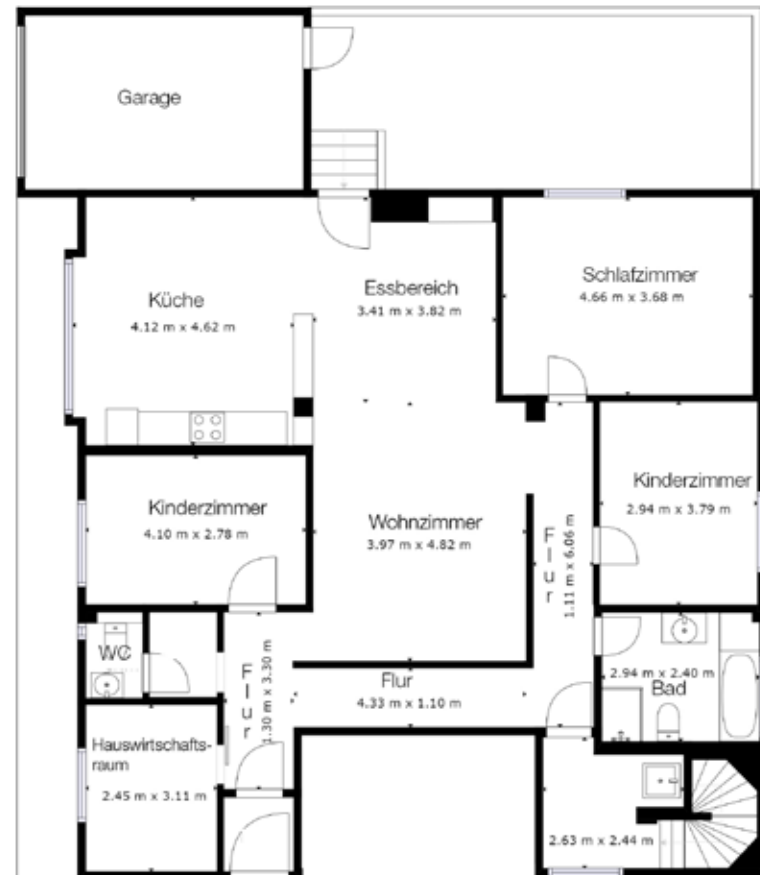 Garage
Küche
4.12 m x 4.62 m
Essbereich
3.41 m x 3.82 m
Schlafzimmer
4.66 m x 3.68 m
Kinderzimmer
4.10 m x 2.78 m
Wohnzimmer
3.97 m x 4.82 m
Flur
1.11 m x 6.06 m
Kinderzimmer
2.94 m x 3.79 m
WC
Flur
1.30 m x 3.30 m
Flur
4.33 m x 1.10 m
2.94 m x 2.40 m
Bad
Hauswirtschafts-
raum
2.45 m x 3.11 m
2.63 m x 2.44 m